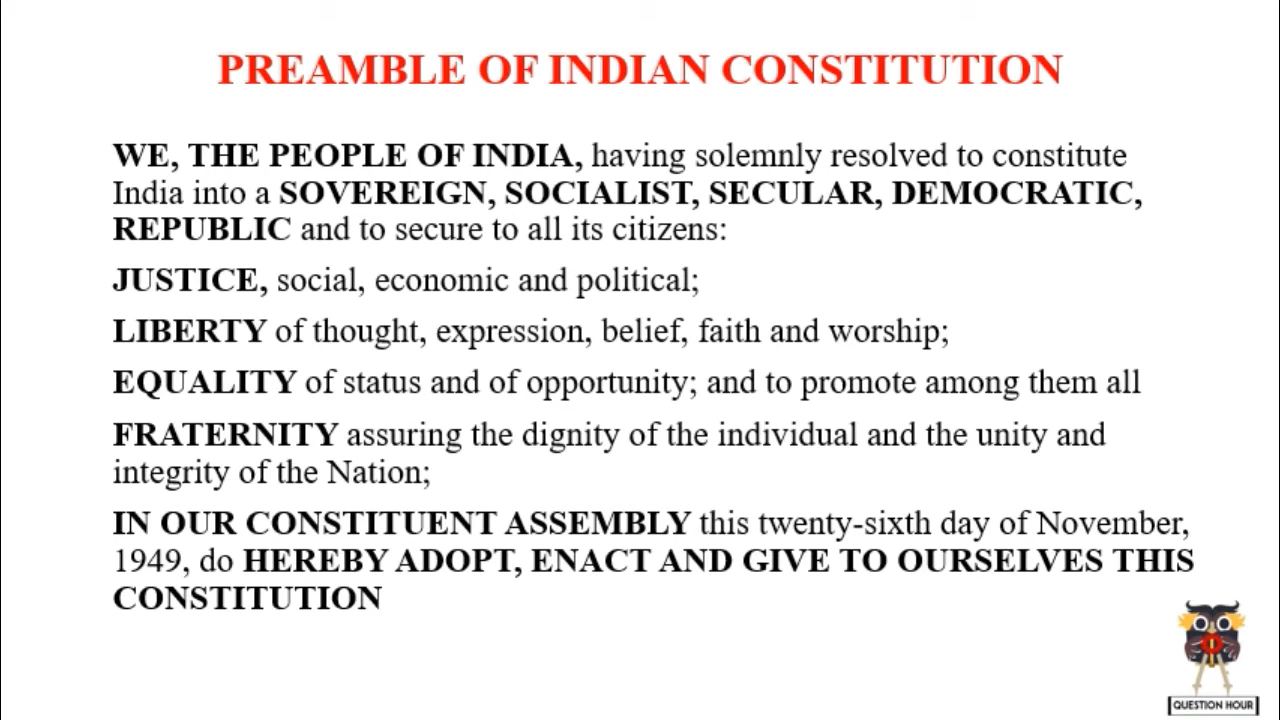 PREAMBLE OF INDIAN CONSTITUTION
WE, THE PEOPLE OF INDIA, having solemnly resolved to constitute
India into a SOVEREIGN, SOCIALIST, SECULAR, DEMOCRATIC,
REPUBLIC and to secure to all its citizens:
JUSTICE, social, economic and political;
LIBERTY of thought, expression, belief, faith and worship;
EQUALITY of status and of opportunity; and to promote among them all
FRATERNITY assuring the dignity of the individual and the unity and
integrity of the Nation;
IN OUR CONSTITUENT ASSEMBLY this twenty-sixth day of November,
1949, do HEREBY ADOPT, ENACT AND GIVE TO OURSELVES THIS
CONSTITUTION
QUESTION HOUR